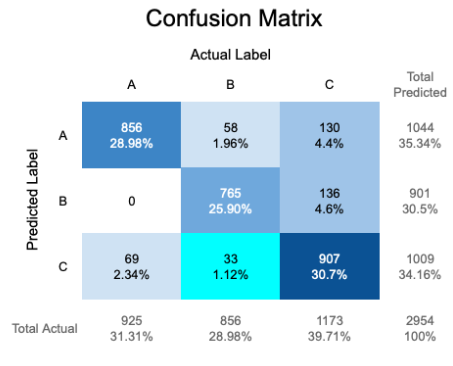 Confusion Matrix
Actual Label
A B C Total Predicted
Predicted Label
A 856 58 130 1044
28.98% 1.96% 4.4% 35.34%
B 0 765 136 901
25.90% 4.6% 30.5%
C 69 33 907 1009
2.34% 1.12% 30.7% 34.16%
Total Actual 925 856 1173 2954
31.31% 28.98% 39.71% 100%